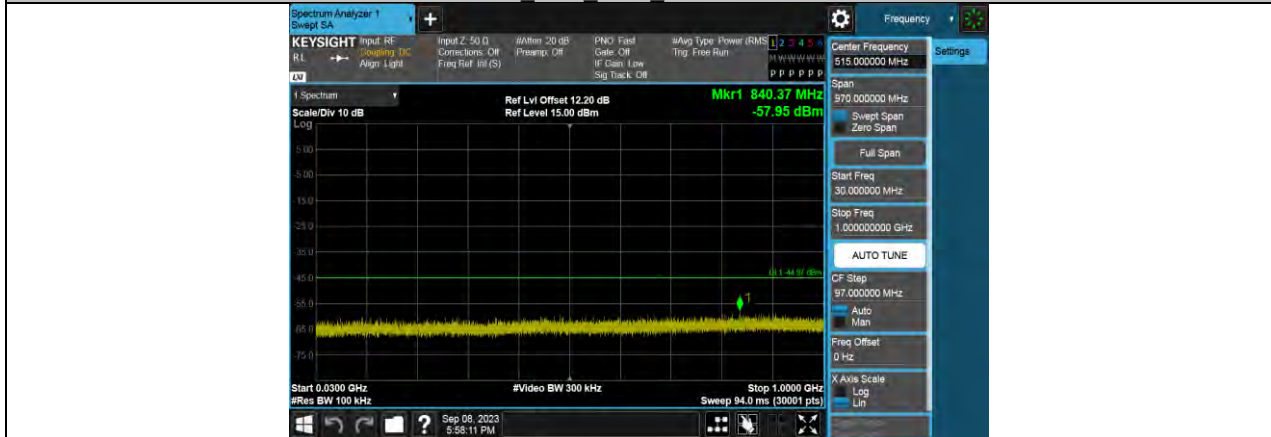 Spectrum Analyzer 1
Swept SA
+
Frequency
KEYSIGHT
Input: RF
Coupling: DC
Align: Light
Input Z: 50 Ω
Corrections: Off
Freq Ref: Int (S)
#Atten: 20 dB
Preamp: Off
PNO: Fast
Gate: Off
IF Gain: Low
Sig Track: Off
#Avg Type: Power (RMS
Trig: Free Run
1 2 3 4 5 6
M W W W W W
P P P P P P
RL
LXI
Center Frequency
515.000000 MHz
Settings
Span
970.000000 MHz
Swept Span
Zero Span
Full Span
Start Freq
30.000000 MHz
Stop Freq
1.000000000 GHz
AUTO TUNE
CF Step
97.000000 MHz
Auto
Man
Freq Offset
0 Hz
X Axis Scale
Log
Lin
1 Spectrum
Scale/Div 10 dB
Log
Ref Lvl Offset 12.20 dB
Ref Level 15.00 dBm
Mkr1 840.37 MHz
-57.95 dBm
5.00
-5.00
-15.0
-25.0
-35.0
-45.0
-55.0
-65.0
-75.0
DL1 -44.97 dBm
1
Start 0.0300 GHz
#Res BW 100 kHz
#Video BW 300 kHz
Stop 1.0000 GHz
Sweep 94.0 ms (30001 pts)
?
Sep 08, 2023
5:58:11 PM